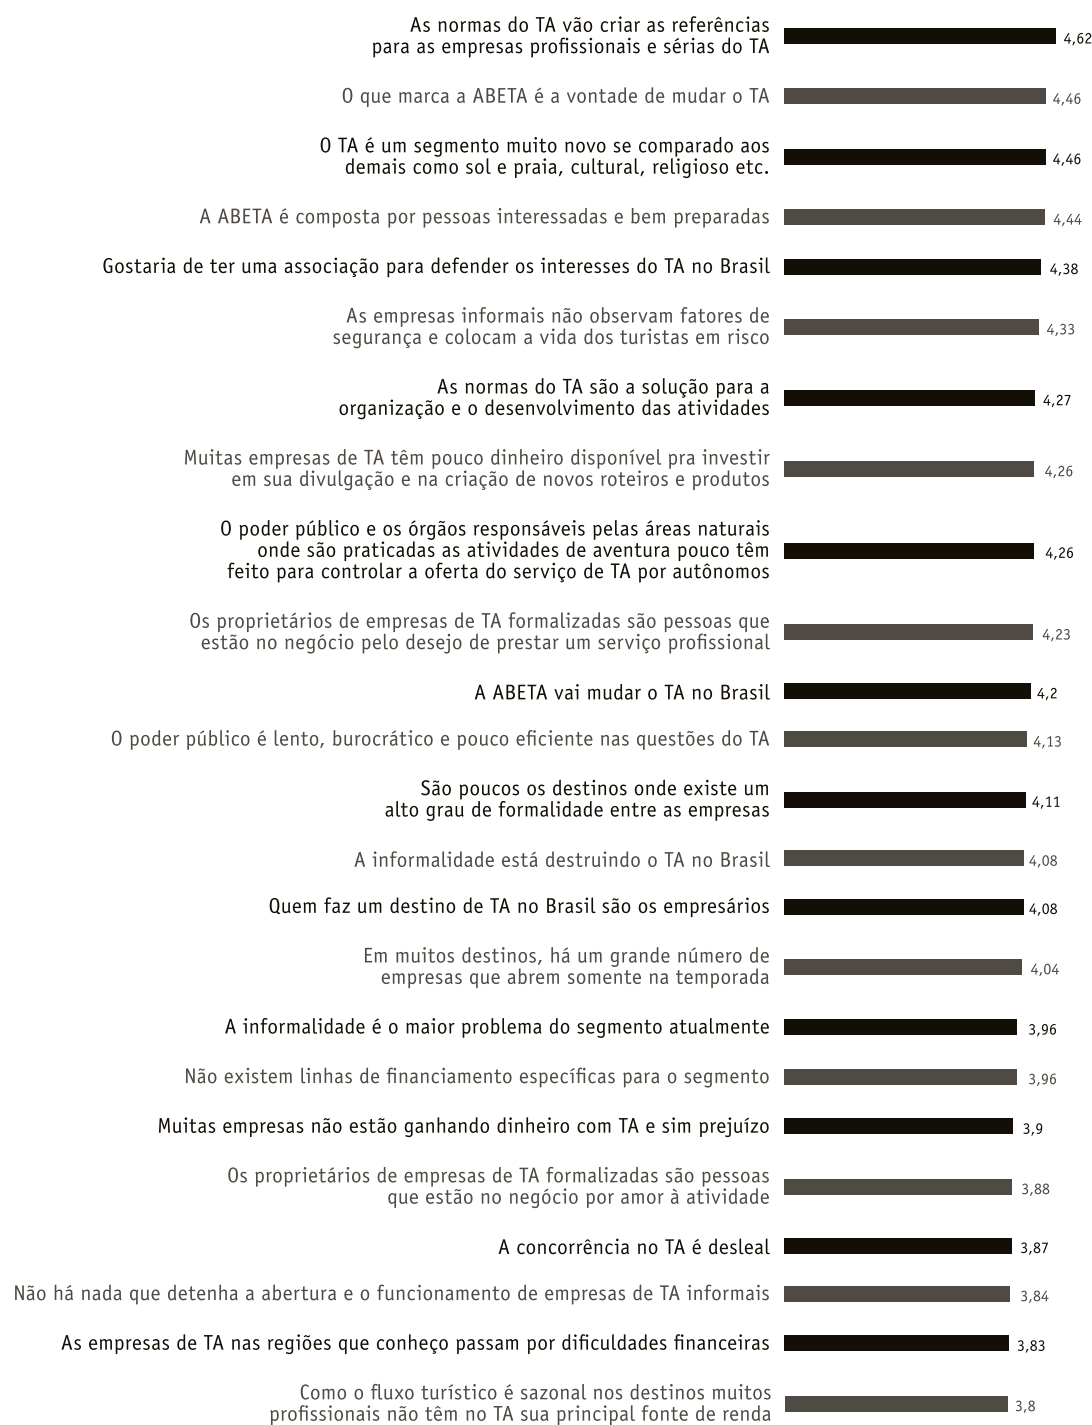 As normas do TA vão criar as referências
para as empresas profissionais e sérias do TA
4,62
O que marca a ABETA é a vontade de mudar o TA
4,46
O TA é um segmento muito novo se comparado aos
demais como sol e praia, cultural, religioso etc.
4,46
A ABETA é composta por pessoas interessadas e bem preparadas
4,44
Gostaria de ter uma associação para defender os interesses do TA no Brasil
4,38
As empresas informais não observam fatores de
segurança e colocam a vida dos turistas em risco
4,33
As normas do TA são a solução para a
organização e o desenvolvimento das atividades
4,27
Muitas empresas de TA têm pouco dinheiro disponível pra investir
em sua divulgação e na criação de novos roteiros e produtos
4,26
O poder público e os órgãos responsáveis pelas áreas naturais
onde são praticadas as atividades de aventura pouco têm
feito para controlar a oferta do serviço de TA por autônomos
4,26
Os proprietários de empresas de TA formalizadas são pessoas que
estão no negócio pelo desejo de prestar um serviço profissional
4,23
A ABETA vai mudar o TA no Brasil
4,2
O poder público é lento, burocrático e pouco eficiente nas questões do TA
4,13
São poucos os destinos onde existe um
alto grau de formalidade entre as empresas
4,11
A informalidade está destruindo o TA no Brasil
4,08
Quem faz um destino de TA no Brasil são os empresários
4,08
Em muitos destinos, há um grande número de
empresas que abrem somente na temporada
4,04
A informalidade é o maior problema do segmento atualmente
3,96
Não existem linhas de financiamento específicas para o segmento
3,96
Muitas empresas não estão ganhando dinheiro com TA e sim prejuízo
3,9
Os proprietários de empresas de TA formalizadas são pessoas
que estão no negócio por amor à atividade
3,88
A concorrência no TA é desleal
3,87
Não há nada que detenha a abertura e o funcionamento de empresas de TA informais
3,84
As empresas de TA nas regiões que conheço passam por dificuldades financeiras
3,83
Como o fluxo turístico é sazonal nos destinos muitos
profissionais não têm no TA sua principal fonte de renda
3,8